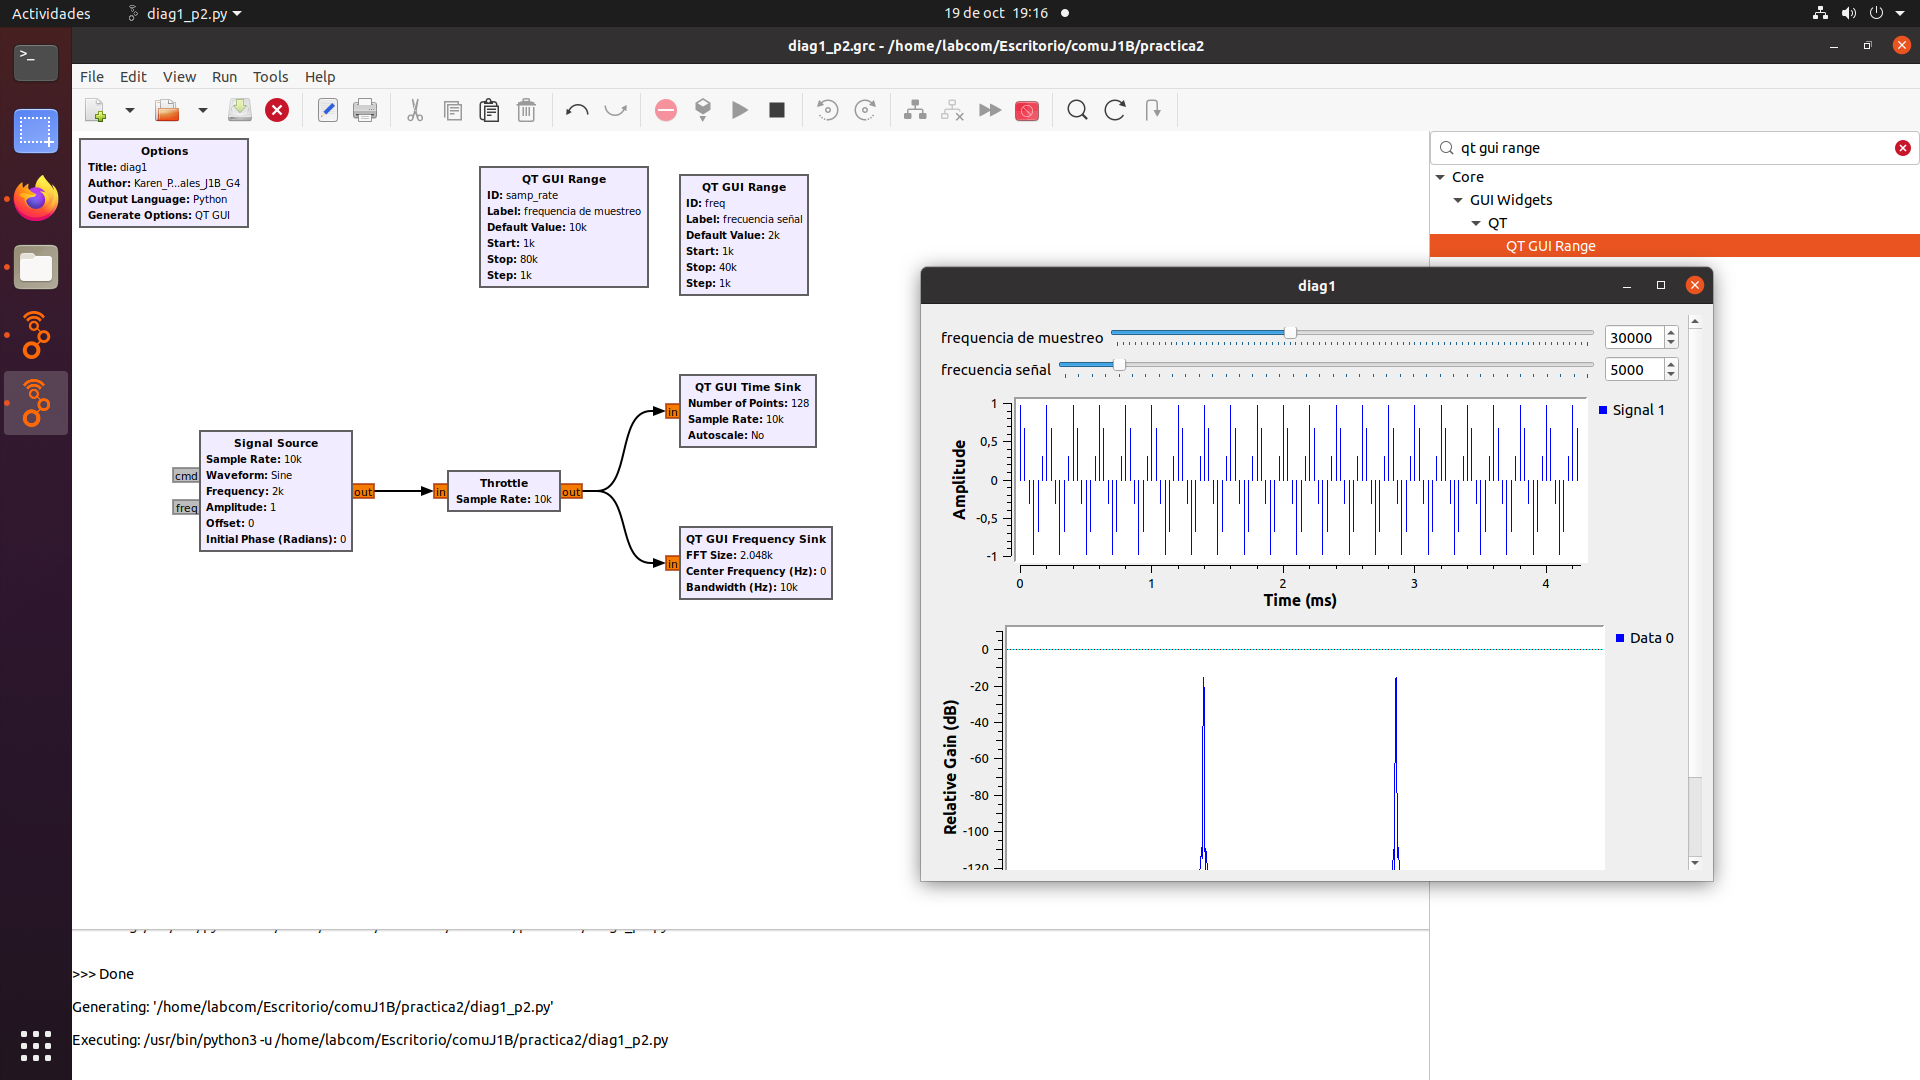 Actividades
diag1_p2.py
19 de oct 19:16
diag1_p2.grc - /home/labcom/Escritorio/comuJ1B/practica2
File Edit View Run Tools Help
Options
Title: diag1
Author: Karen_P...ales_J1B_G4
Output Language: Python
Generate Options: QT GUI
QT GUI Range
ID: samp_rate
Label: frequencia de muestreo
Default Value: 10k
Start: 1k
Stop: 80k
Step: 1k
QT GUI Range
ID: freq
Label: frecuencia señal
Default Value: 2k
Start: 1k
Stop: 40k
Step: 1k
qt gui range
Core
GUI Widgets
QT
QT GUI Range
Signal Source
Sample Rate: 10k
Waveform: Sine
Frequency: 2k
Amplitude: 1
Offset: 0
Initial Phase (Radians): 0
cmd
freq
out
in
Throttle
Sample Rate: 10k
out
in
QT GUI Time Sink
Number of Points: 128
Sample Rate: 10k
Autoscale: No
in
QT GUI Frequency Sink
FFT Size: 2.048k
Center Frequency (Hz): 0
Bandwidth (Hz): 10k
diag1
frequencia de muestreo 30000
frecuencia señal 5000
Signal 1
Amplitude
1
0,5
0
-0,5
-1
0 1 2 3 4
Time (ms)
Data 0
Relative Gain (dB)
0
-20
-40
-60
-80
-100
-120
>>> Done
Generating: '/home/labcom/Escritorio/comuJ1B/practica2/diag1_p2.py'
Executing: /usr/bin/python3 -u /home/labcom/Escritorio/comuJ1B/practica2/diag1_p2.py